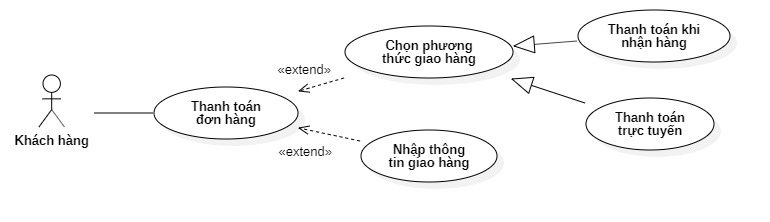 Thanh toán khi
nhận hàng
Chọn phương
thức giao hàng
«extend»
Thanh toán
đơn hàng
Khách hàng
Thanh toán
trực tuyến
«extend»
Nhập thông
tin giao hàng